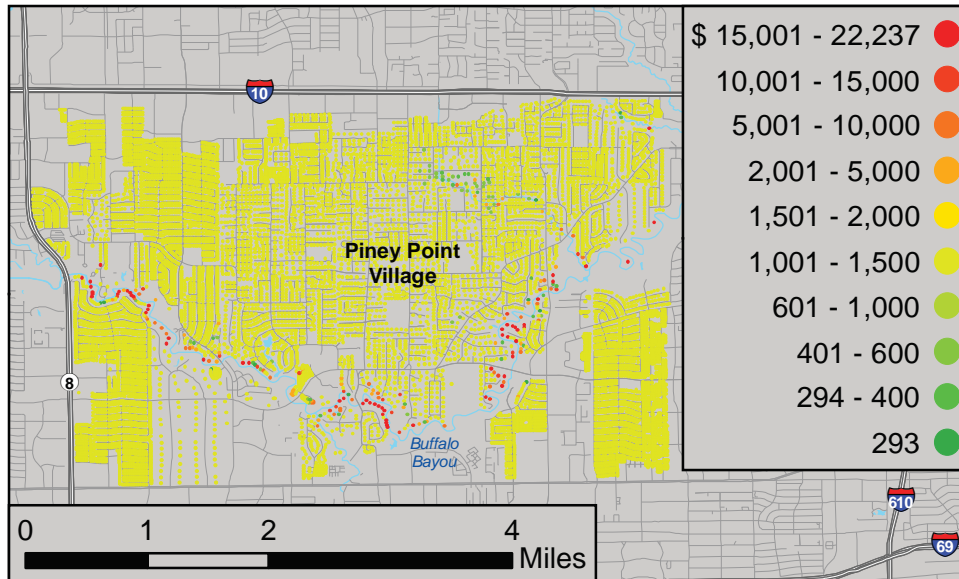 $ 15,001 - 22,237
10,001 - 15,000
5,001 - 10,000
2,001 - 5,000
1,501 - 2,000
1,001 - 1,500
601 - 1,000
401 - 600
294 - 400
293
10
Piney Point
Village
8
Buffalo
Bayou
610
69
0 1 2 4
Miles